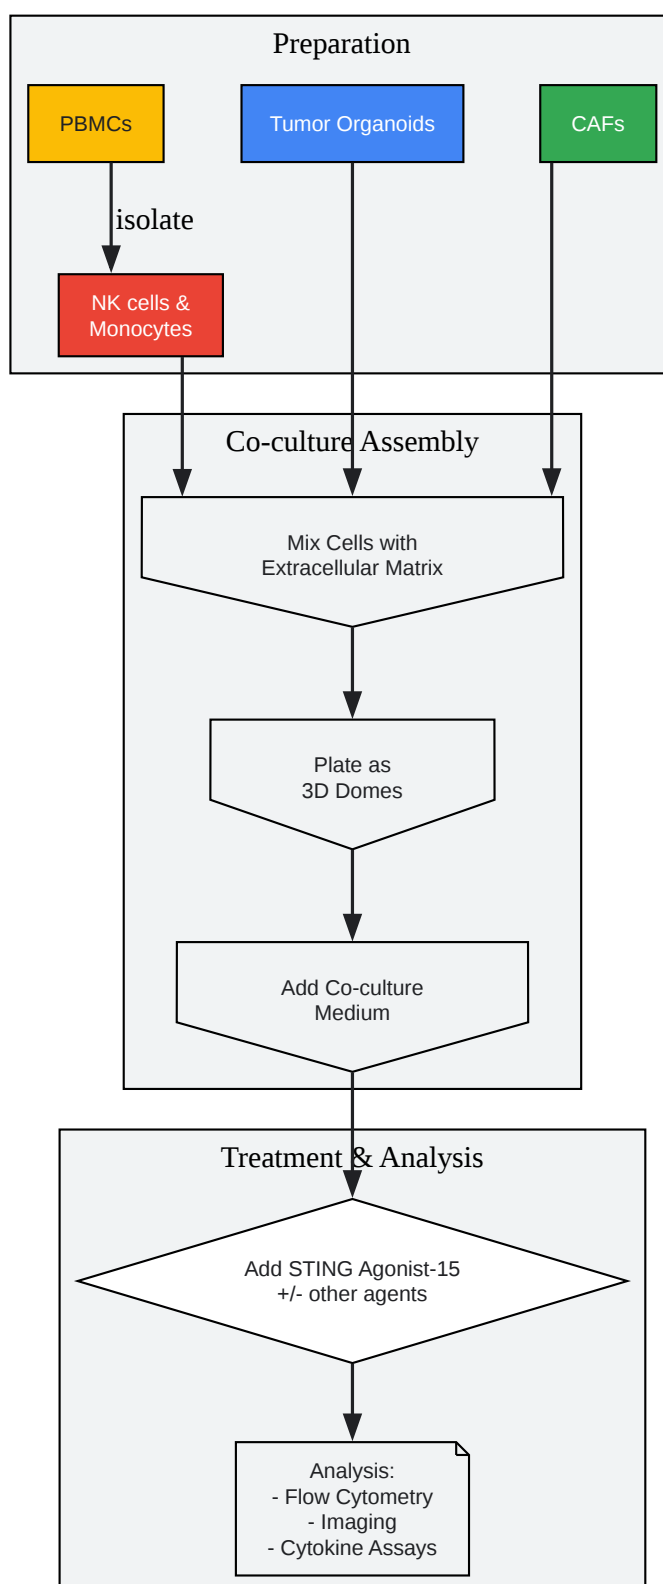 Preparation
PBMCs
Tumor Organoids
CAFs
isolate
NK cells &
Monocytes
Co-culture Assembly
Mix Cells with
Extracellular Matrix
Plate as
3D Domes
Add Co-culture
Medium
Treatment & Analysis
Add STING Agonist-15
+/- other agents
Analysis:
- Flow Cytometry
- Imaging
- Cytokine Assays